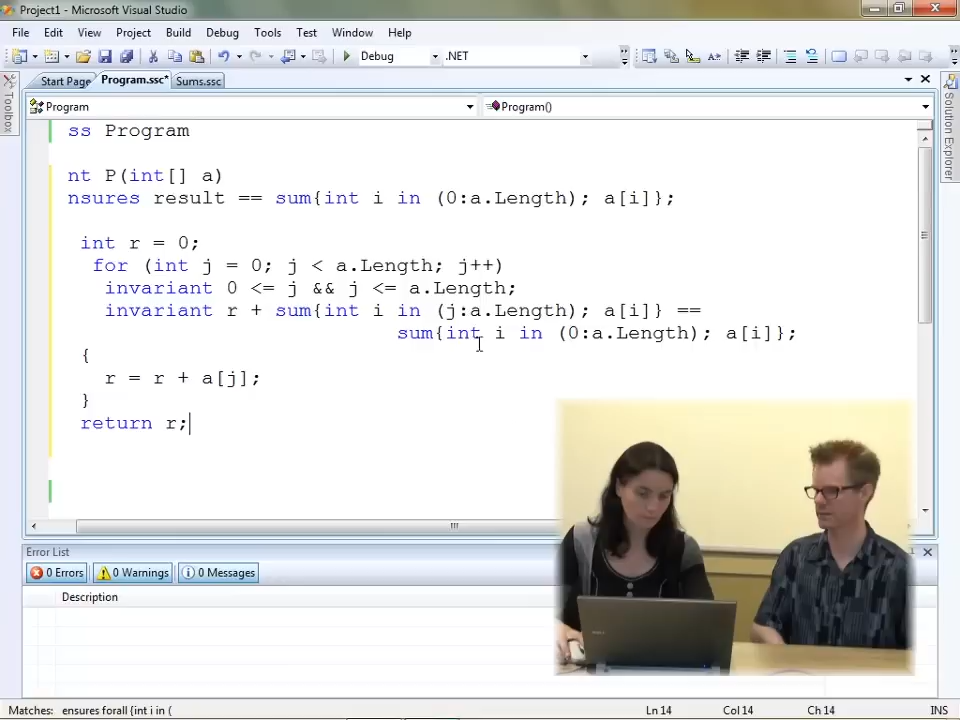 Project1 - Microsoft Visual Studio
File Edit View Project Build Debug Tools Test Window Help
Debug .NET
Start Page Program.ssc* Sums.ssc
Program Program()
Toolbox
Solution Explorer
ss Program
nt P(int[] a)
nsures result == sum{int i in (0:a.Length); a[i]};
int r = 0;
for (int j = 0; j < a.Length; j++)
invariant 0 <= j && j <= a.Length;
invariant r + sum{int i in (j:a.Length); a[i]} ==
sum{int i in (0:a.Length); a[i]};
{
r = r + a[j];
}
return r;
Error List
0 Errors 0 Warnings 0 Messages
Description
Matches: ensures forall {int i in ( Ln 14 Col 14 Ch 14 INS